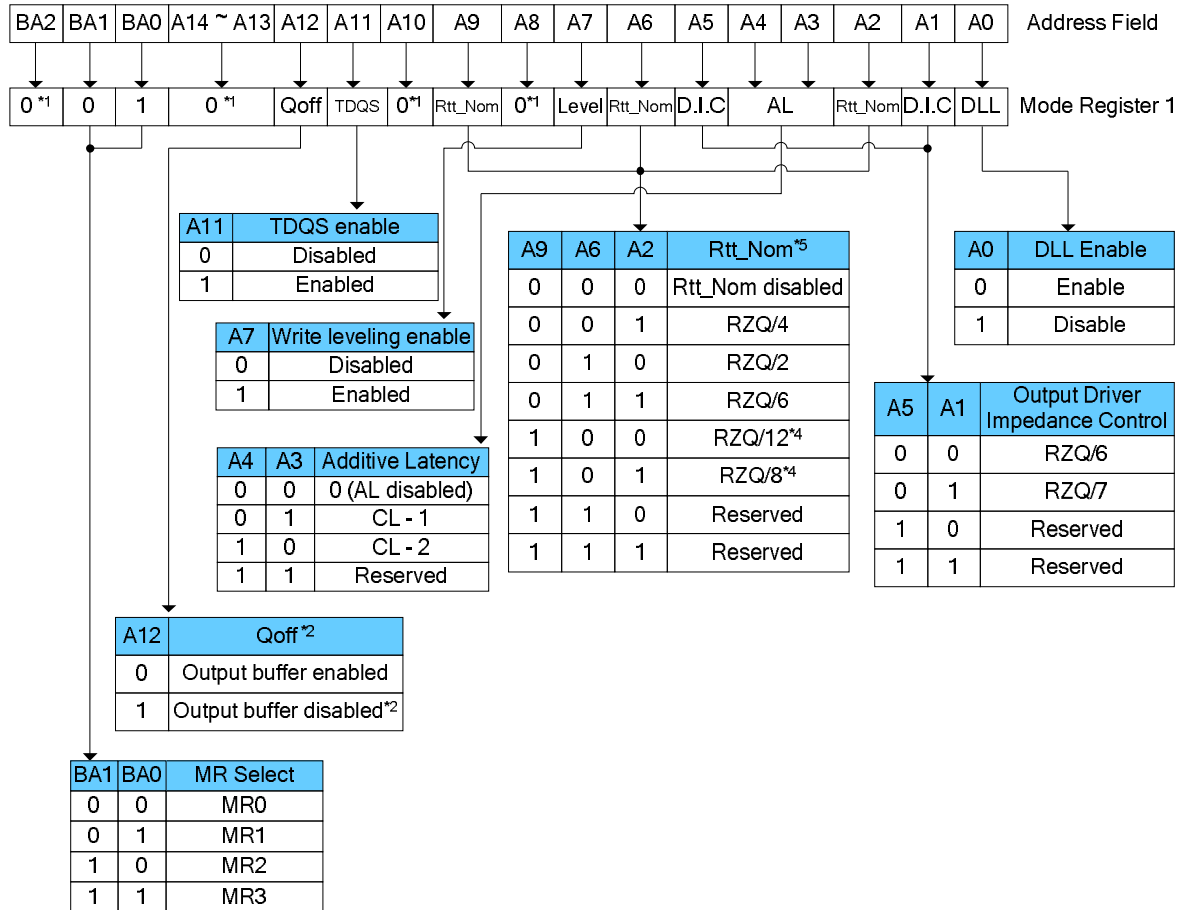 BA2 BA1 BA0 A14 ~ A13 A12 A11 A10 A9 A8 A7 A6 A5 A4 A3 A2 A1 A0 Address Field
0*1 0 1 0*1 Qoff TDQS 0*1 Rtt_Nom 0*1 Level Rtt_Nom D.I.C AL Rtt_Nom D.I.C DLL Mode Register 1
A11 TDQS enable
0 Disabled
1 Enabled
A7 Write leveling enable
0 Disabled
1 Enabled
A4 A3 Additive Latency
0 0 0 (AL disabled)
0 1 CL - 1
1 0 CL - 2
1 1 Reserved
A9 A6 A2 Rtt_Nom*5
0 0 0 Rtt_Nom disabled
0 0 1 RZQ/4
0 1 0 RZQ/2
0 1 1 RZQ/6
1 0 0 RZQ/12*4
1 0 1 RZQ/8*4
1 1 0 Reserved
1 1 1 Reserved
A0 DLL Enable
0 Enable
1 Disable
A5 A1 Output Driver
Impedance Control
0 0 RZQ/6
0 1 RZQ/7
1 0 Reserved
1 1 Reserved
A12 Qoff*2
0 Output buffer enabled
1 Output buffer disabled*2
BA1 BA0 MR Select
0 0 MR0
0 1 MR1
1 0 MR2
1 1 MR3